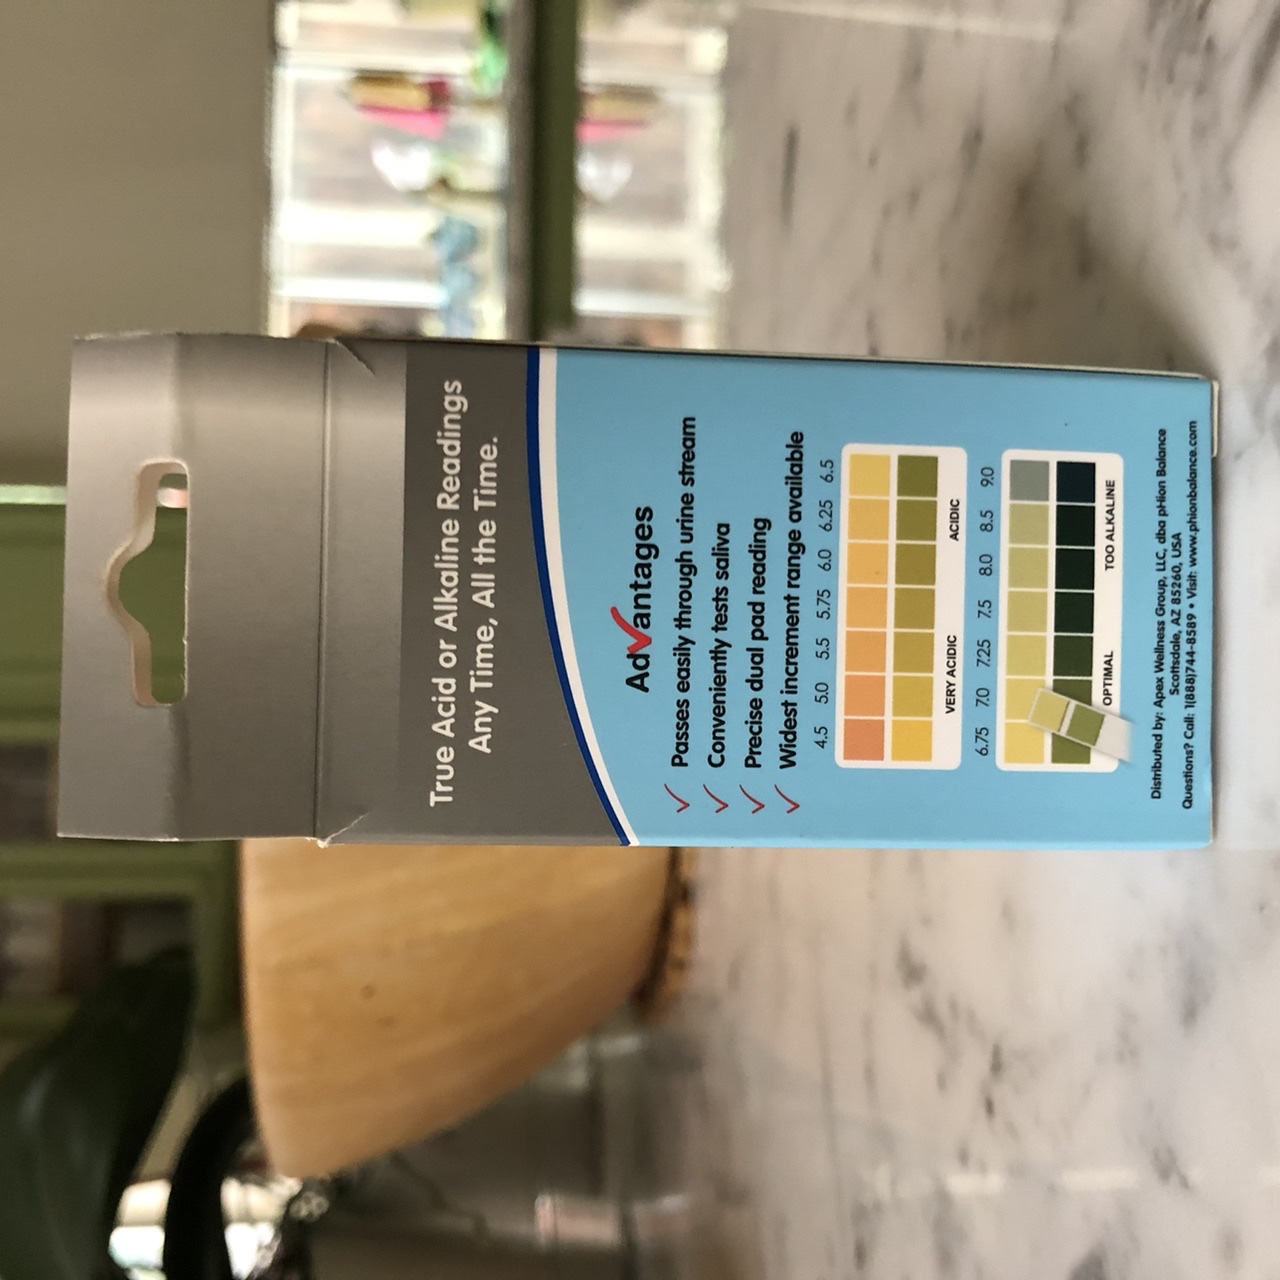 True Acid or Alkaline Readings
Any Time, All the Time.
Advantages
Passes easily through urine stream
Conveniently tests saliva
Precise dual pad reading
Widest increment range available
4.5 5.0 5.5 5.75 6.0 6.25 6.5
VERY ACIDIC ACIDIC
6.75 7.0 7.25 7.5 8.0 8.5 9.0
OPTIMAL TOO ALKALINE
Distributed by: Apex Wellness Group, LLC, dba pHion Balance
Scottsdale, AZ 85260, USA
Questions? Call: 1(888)744-8589 • Visit: www.phionbalance.com